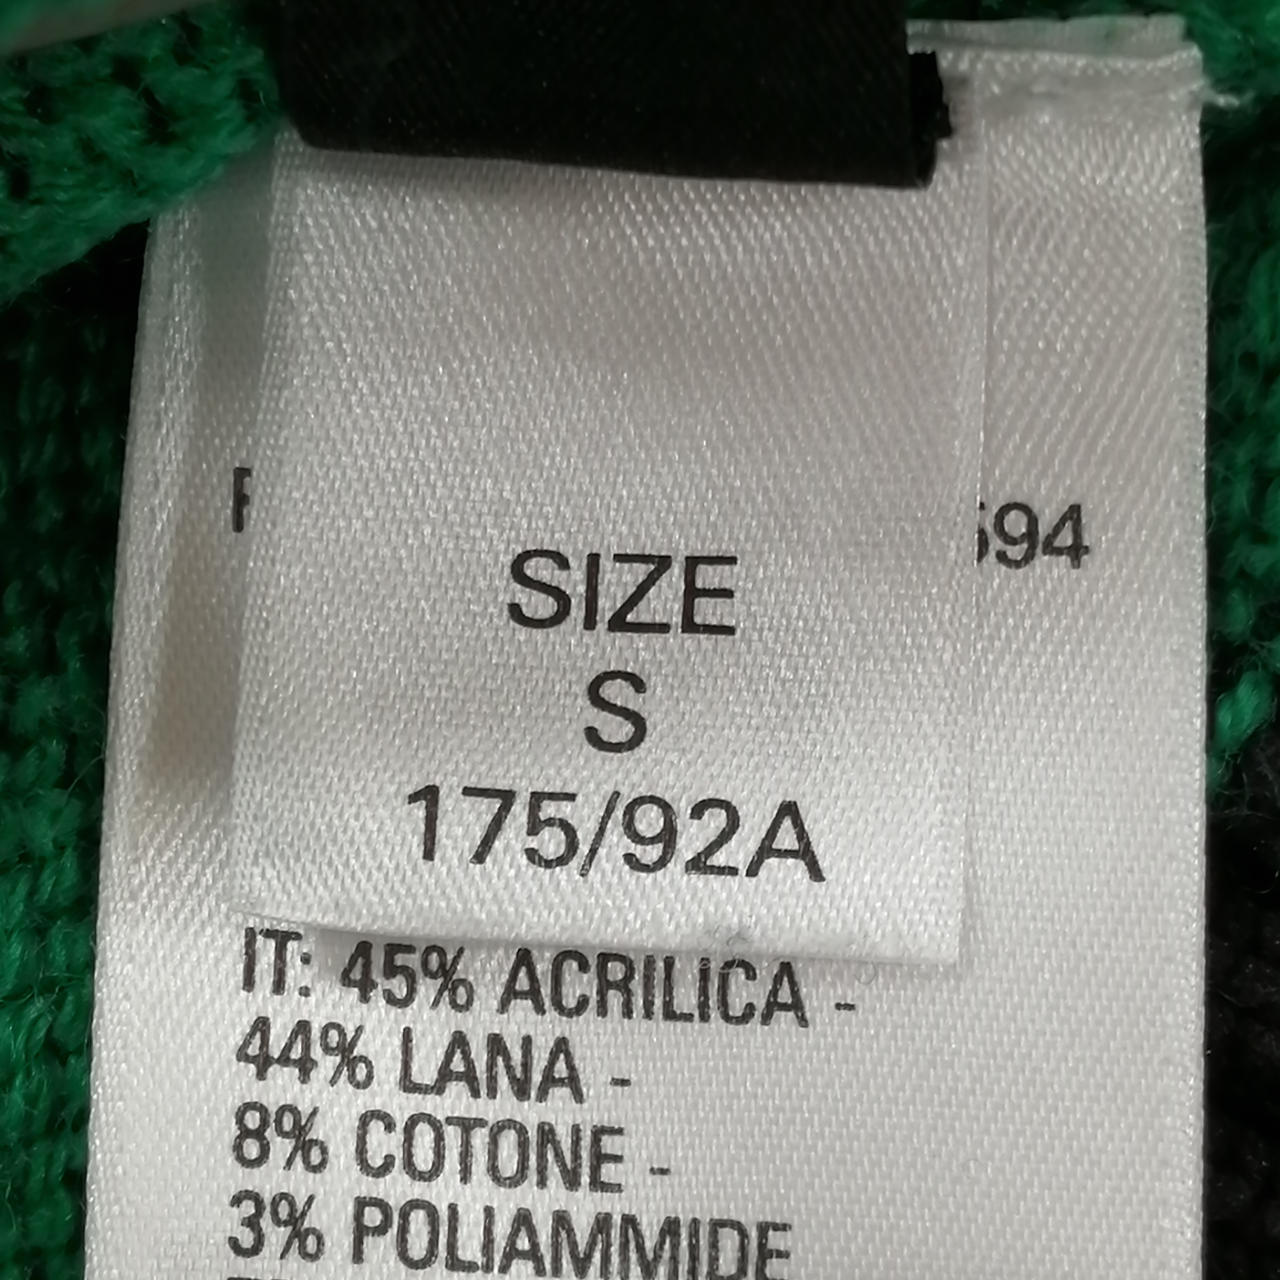 SIZE
S
175/92A
IT: 45% ACRILICA -
44% LANA -
8% COTONE -
3% POLIAMMIDE